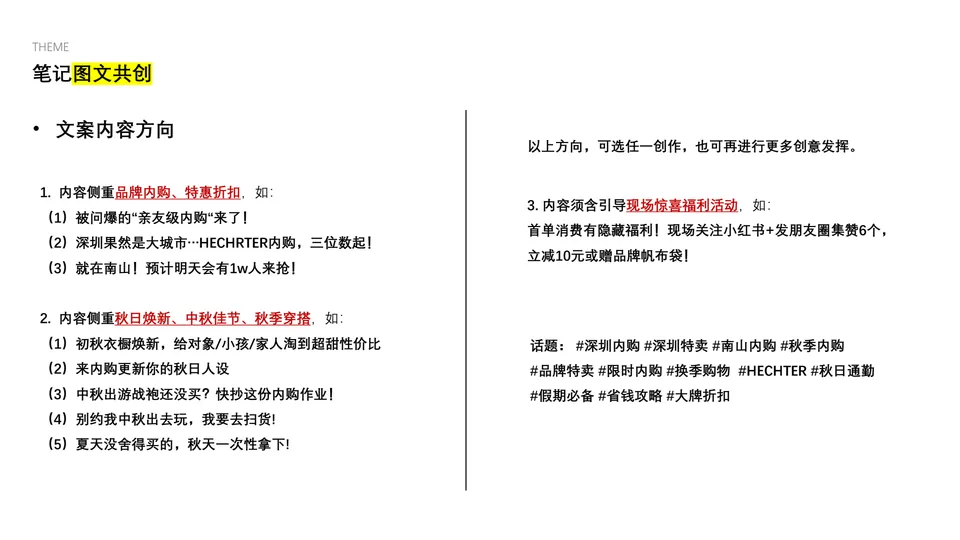 THEME
笔记图文共创
• 文案内容方向
1. 内容侧重品牌内购、特惠折扣，如：
（1）被问爆的“亲友级内购“来了！
（2）深圳果然是大城市…HECHRTER内购，三位数起！
（3）就在南山！预计明天会有1w人来抢！
2. 内容侧重秋日焕新、中秋佳节、秋季穿搭，如：
（1）初秋衣橱焕新，给对象/小孩/家人淘到超甜性价比
（2）来内购更新你的秋日人设
（3）中秋出游战袍还没买？快抄这份内购作业！
（4）别约我中秋出去玩，我要去扫货!
（5）夏天没舍得买的，秋天一次性拿下!
以上方向，可选任一创作，也可再进行更多创意发挥。
3. 内容须含引导现场惊喜福利活动，如：
首单消费有隐藏福利！现场关注小红书+发朋友圈集赞6个，
立减10元或赠品牌帆布袋！
话题： #深圳内购 #深圳特卖 #南山内购 #秋季内购
#品牌特卖 #限时内购 #换季购物 #HECHTER #秋日通勤
#假期必备 #省钱攻略 #大牌折扣